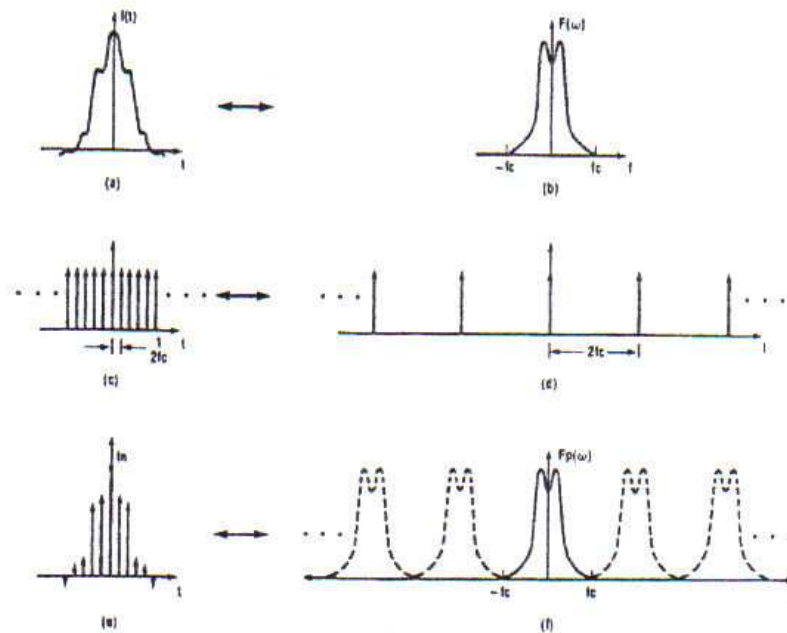 f(t)
F(ω)
t
-fc
fc
f
(a)
(b)
t
1
2fc
2fc
f
(c)
(d)
fn
Fp(ω)
t
-fc
fc
(e)
(f)